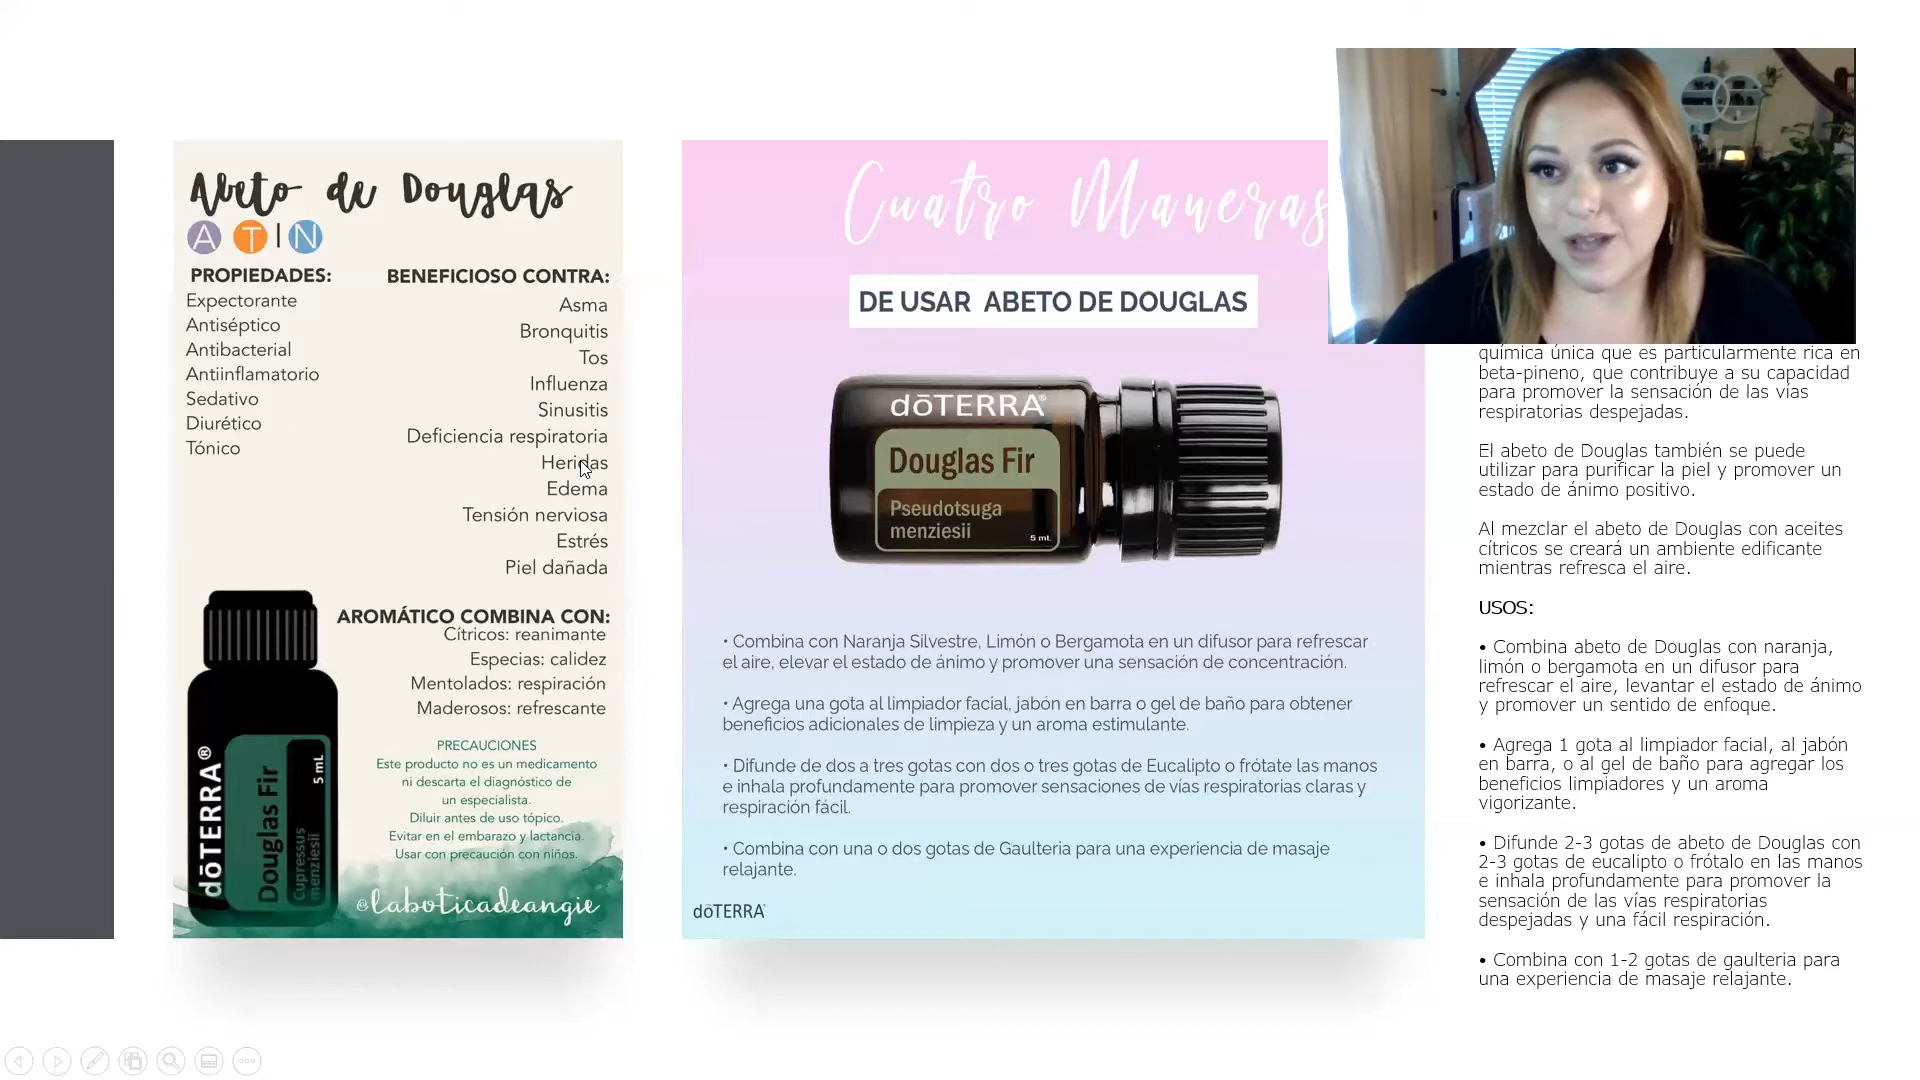 Abeto de Douglas
A T | N
PROPIEDADES:
Expectorante
Antiséptico
Antibacterial
Antiinflamatorio
Sedativo
Diurético
Tónico
BENEFICIOSO CONTRA:
Asma
Bronquitis
Tos
Influenza
Sinusitis
Deficiencia respiratoria
Heridas
Edema
Tensión nerviosa
Estrés
Piel dañada
AROMÁTICO COMBINA CON:
Cítricos: reanimante
Especias: calidez
Mentolados: respiración
Maderosos: refrescante
PRECAUCIONES
Este producto no es un medicamento
ni descarta el diagnóstico de
un especialista.
Diluir antes de uso tópico.
Evitar en el embarazo y lactancia.
Usar con precaución con niños.
dōTERRA®
Douglas Fir
Cupressus
menziesii
5 mL
@laboticadeangie
Cuatro Maneras
DE USAR ABETO DE DOUGLAS
dōTERRA®
Douglas Fir
Pseudotsuga
menziesii
5 mL
• Combina con Naranja Silvestre, Limón o Bergamota en un difusor para refrescar
el aire, elevar el estado de ánimo y promover una sensación de concentración.
• Agrega una gota al limpiador facial, jabón en barra o gel de baño para obtener
beneficios adicionales de limpieza y un aroma estimulante.
• Difunde de dos a tres gotas con dos o tres gotas de Eucalipto o frótate las manos
e inhala profundamente para promover sensaciones de vías respiratorias claras y
respiración fácil.
• Combina con una o dos gotas de Gaulteria para una experiencia de masaje
relajante.
dōTERRA
química única que es particularmente rica en
beta-pineno, que contribuye a su capacidad
para promover la sensación de las vías
respiratorias despejadas.
El abeto de Douglas también se puede
utilizar para purificar la piel y promover un
estado de ánimo positivo.
Al mezclar el abeto de Douglas con aceites
cítricos se creará un ambiente edificante
mientras refresca el aire.
USOS:
• Combina abeto de Douglas con naranja,
limón o bergamota en un difusor para
refrescar el aire, levantar el estado de ánimo
y promover un sentido de enfoque.
• Agrega 1 gota al limpiador facial, al jabón
en barra, o al gel de baño para agregar los
beneficios limpiadores y un aroma
vigorizante.
• Difunde 2-3 gotas de abeto de Douglas con
2-3 gotas de eucalipto o frótalo en las manos
e inhala profundamente para promover la
sensación de las vías respiratorias
despejadas y una fácil respiración.
• Combina con 1-2 gotas de gaulteria para
una experiencia de masaje relajante.